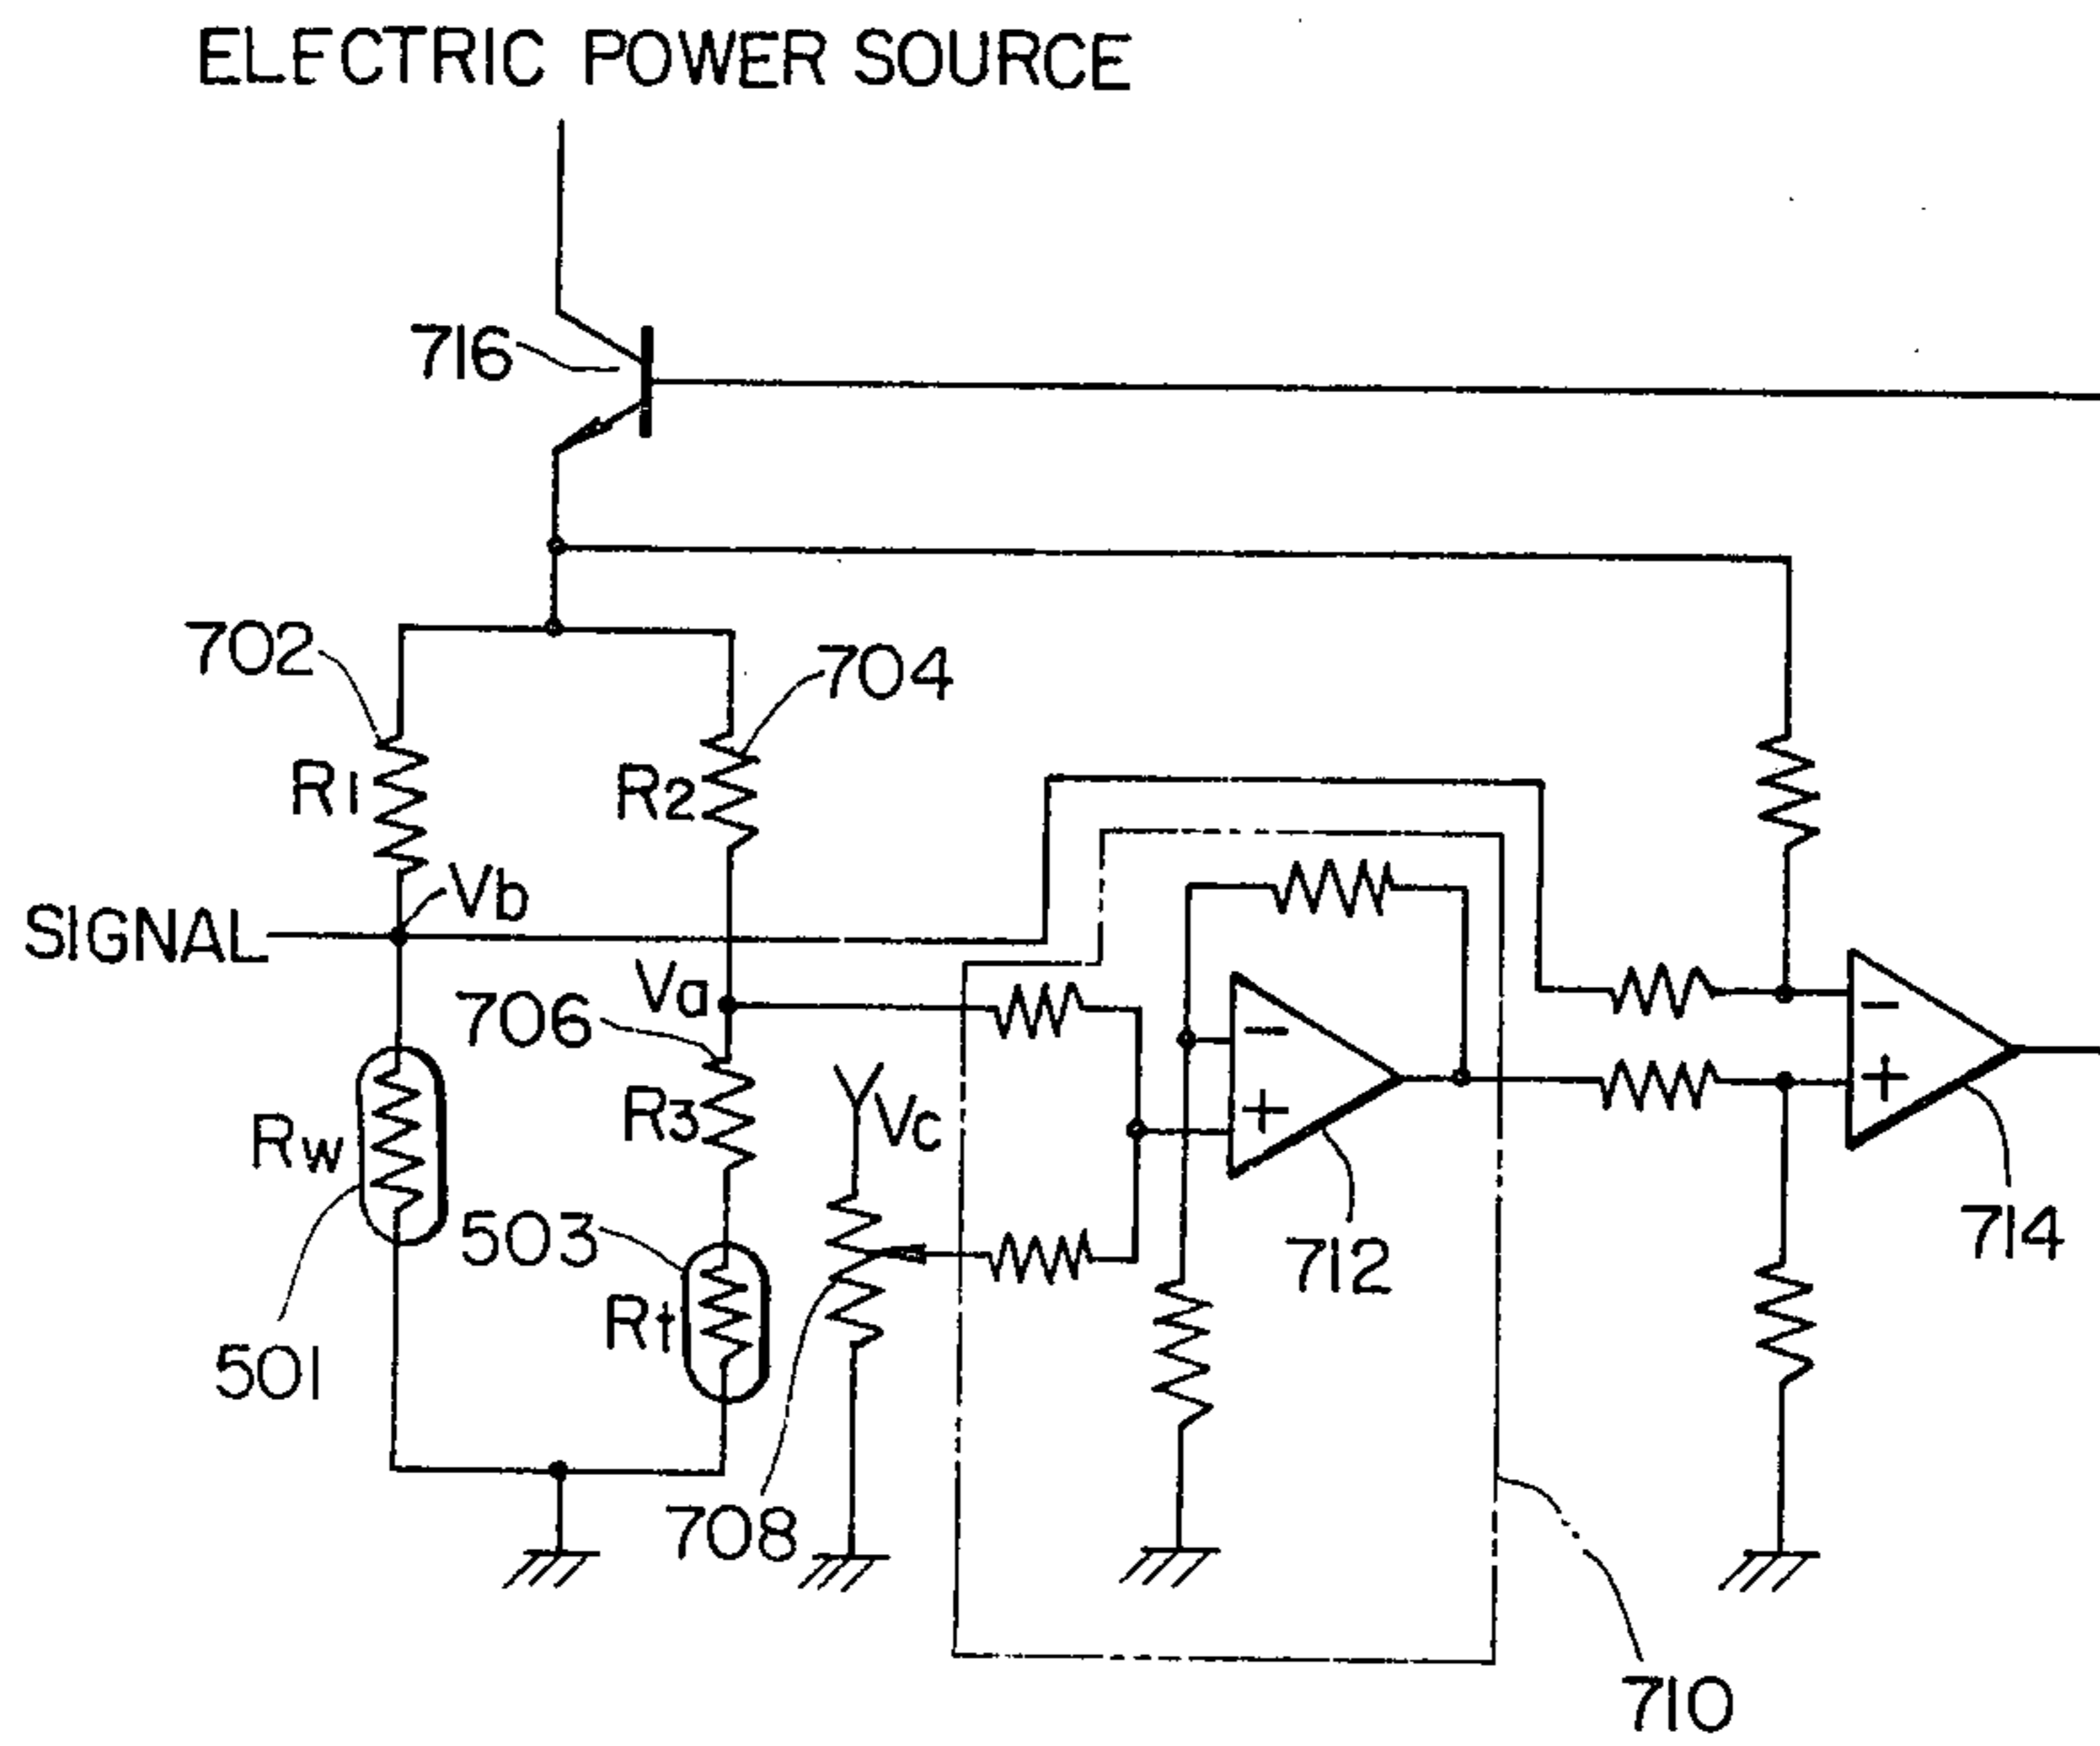 ELECTRIC POWER SOURCE
716
702
704
R1
R2
Vb
SIGNAL
Va
706
−
−
R3
Vc
+
+
Rw
503
714
712
Rt
501
708
710